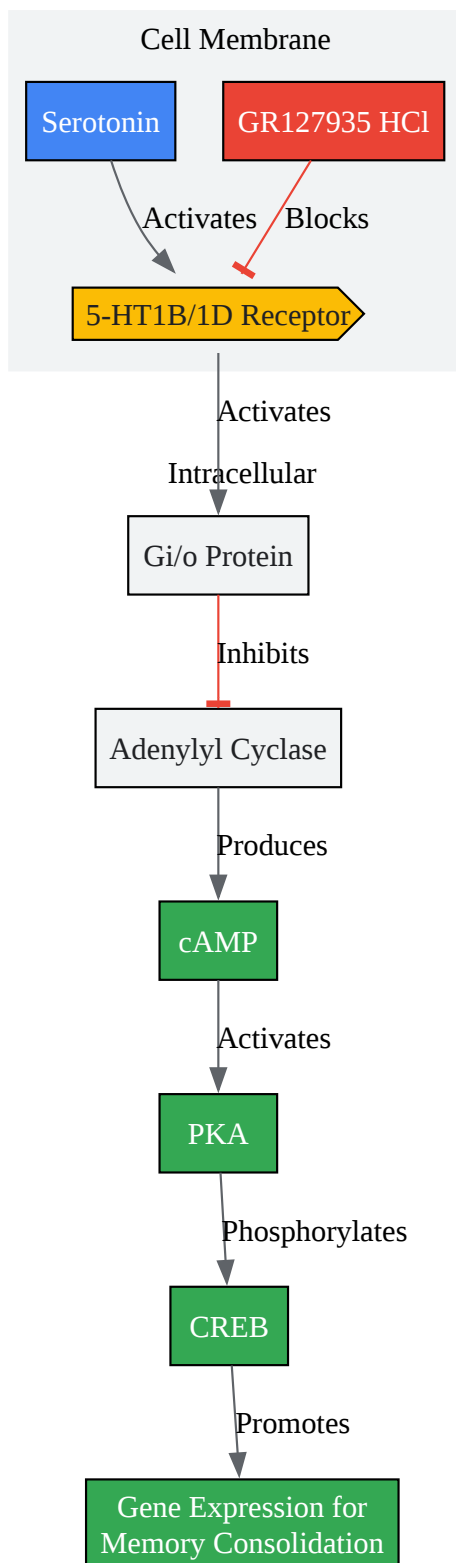 Cell Membrane
Serotonin
GR127935 HCl
Activates
Blocks
5-HT1B/1D Receptor
Activates
Intracellular
Gi/o Protein
Inhibits
Adenylyl Cyclase
Produces
cAMP
Activates
PKA
Phosphorylates
CREB
Promotes
Gene Expression for
Memory Consolidation